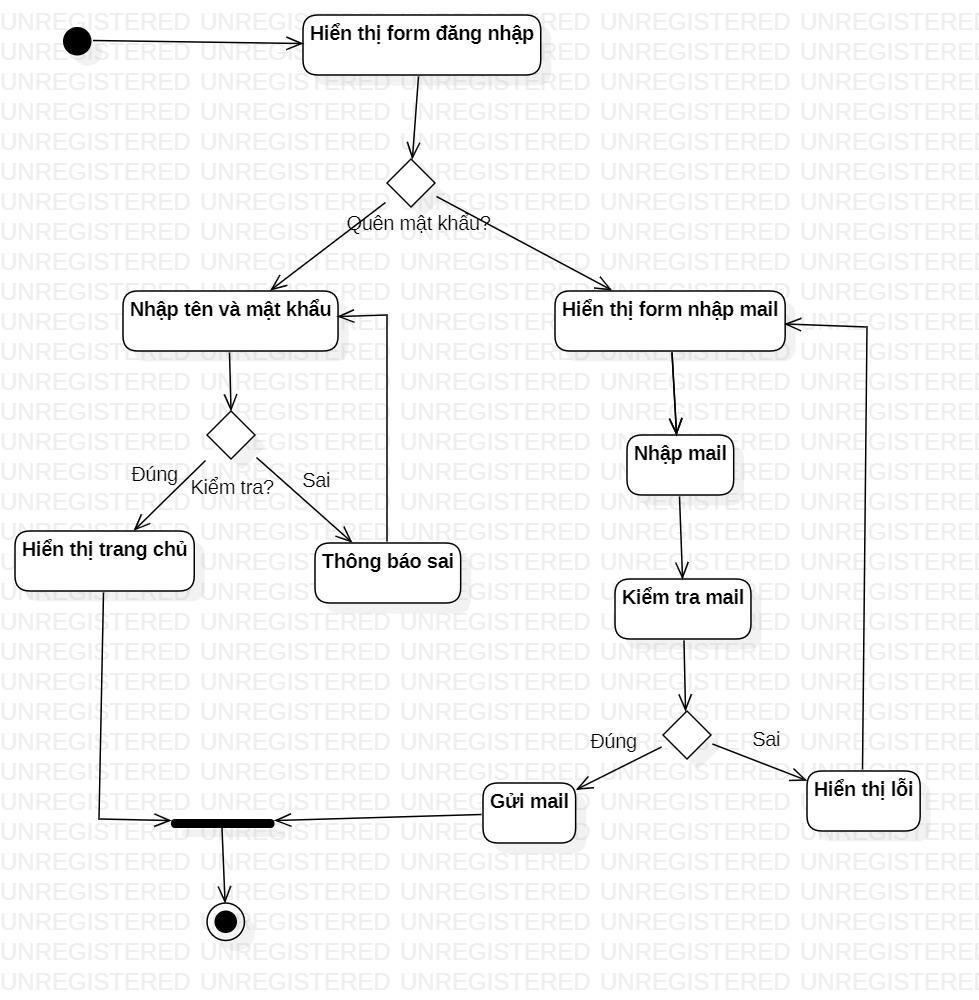 Hiển thị form đăng nhập
Quên mật khẩu?
Nhập tên và mật khẩu
Hiển thị form nhập mail
Nhập mail
Đúng
Kiểm tra?
Sai
Hiển thị trang chủ
Thông báo sai
Kiểm tra mail
Đúng
Sai
Gửi mail
Hiển thị lỗi